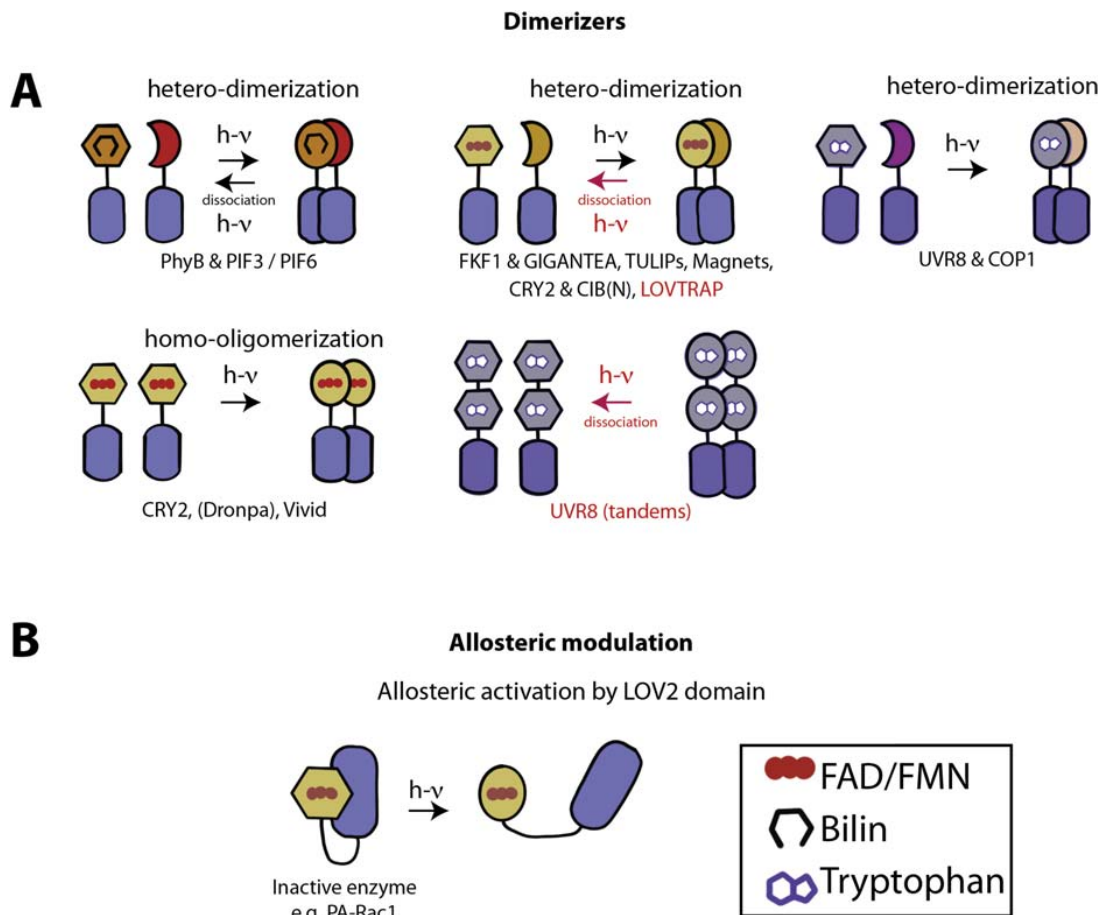 Dimerizers
A
hetero-dimerization
h-ν
dissociation
h-ν
PhyB & PIF3 / PIF6
hetero-dimerization
h-ν
dissociation
h-ν
FKF1 & GIGANTEA, TULIPs, Magnets,
CRY2 & CIB(N), LOVTRAP
hetero-dimerization
h-ν
UVR8 & COP1
homo-oligomerization
h-ν
CRY2, (Dronpa), Vivid
h-ν
dissociation
UVR8 (tandems)
B
Allosteric modulation
Allosteric activation by LOV2 domain
h-ν
Inactive enzyme
e.g. PA-Rac1
FAD/FMN
Bilin
Tryptophan